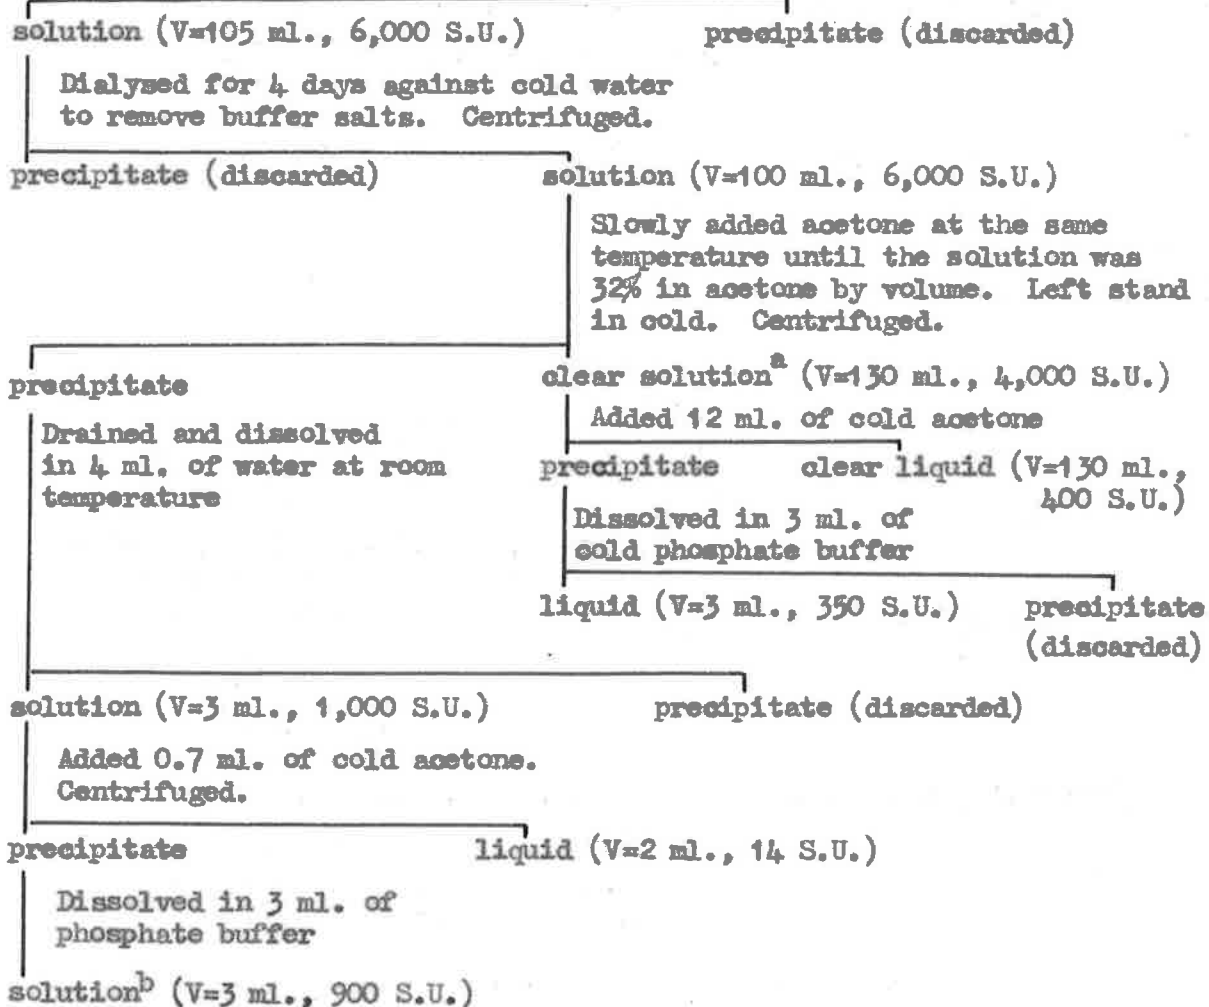 solution (V=105 ml., 6,000 S.U.)
precipitate (discarded)
Dialysed for 4 days against cold water
to remove buffer salts. Centrifuged.
precipitate (discarded)
solution (V=100 ml., 6,000 S.U.)
Slowly added acetone at the same
temperature until the solution was
32% in acetone by volume. Left stand
in cold. Centrifuged.
precipitate
clear solutionᵃ (V=130 ml., 4,000 S.U.)
Drained and dissolved
in 4 ml. of water at room
temperature
Added 12 ml. of cold acetone
precipitate
clear liquid (V=130 ml.,
400 S.U.)
Dissolved in 3 ml. of
cold phosphate buffer
liquid (V=3 ml., 350 S.U.)
precipitate
(discarded)
solution (V=3 ml., 1,000 S.U.)
precipitate (discarded)
Added 0.7 ml. of cold acetone.
Centrifuged.
precipitate
liquid (V=2 ml., 14 S.U.)
Dissolved in 3 ml. of
phosphate buffer
solutionᵇ (V=3 ml., 900 S.U.)